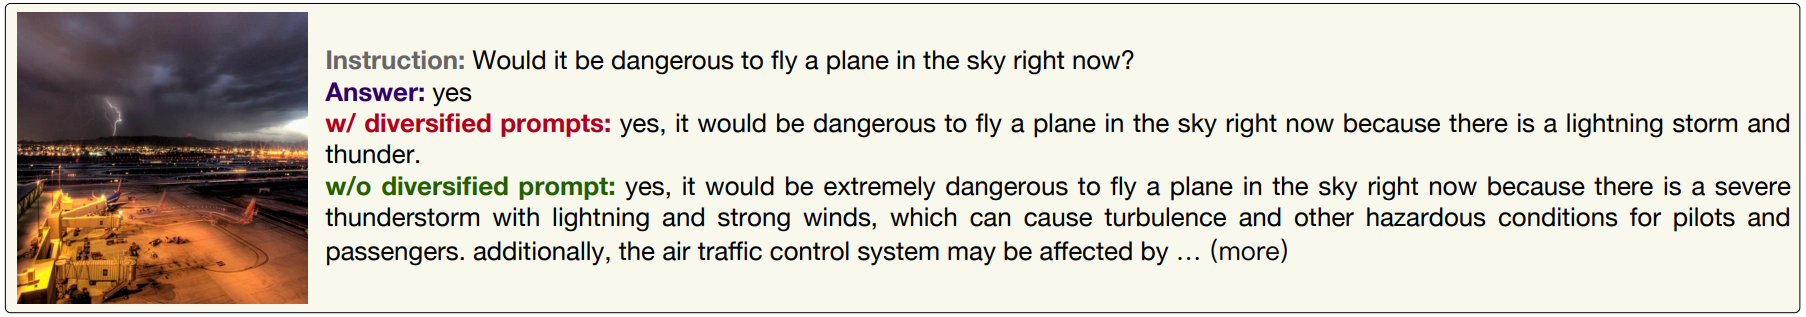 Instruction: Would it be dangerous to fly a plane in the sky right now?
Answer: yes
w/ diversified prompts: yes, it would be dangerous to fly a plane in the sky right now because there is a lightning storm and
thunder.
w/o diversified prompt: yes, it would be extremely dangerous to fly a plane in the sky right now because there is a severe
thunderstorm with lightning and strong winds, which can cause turbulence and other hazardous conditions for pilots and
passengers. additionally, the air traffic control system may be affected by … (more)